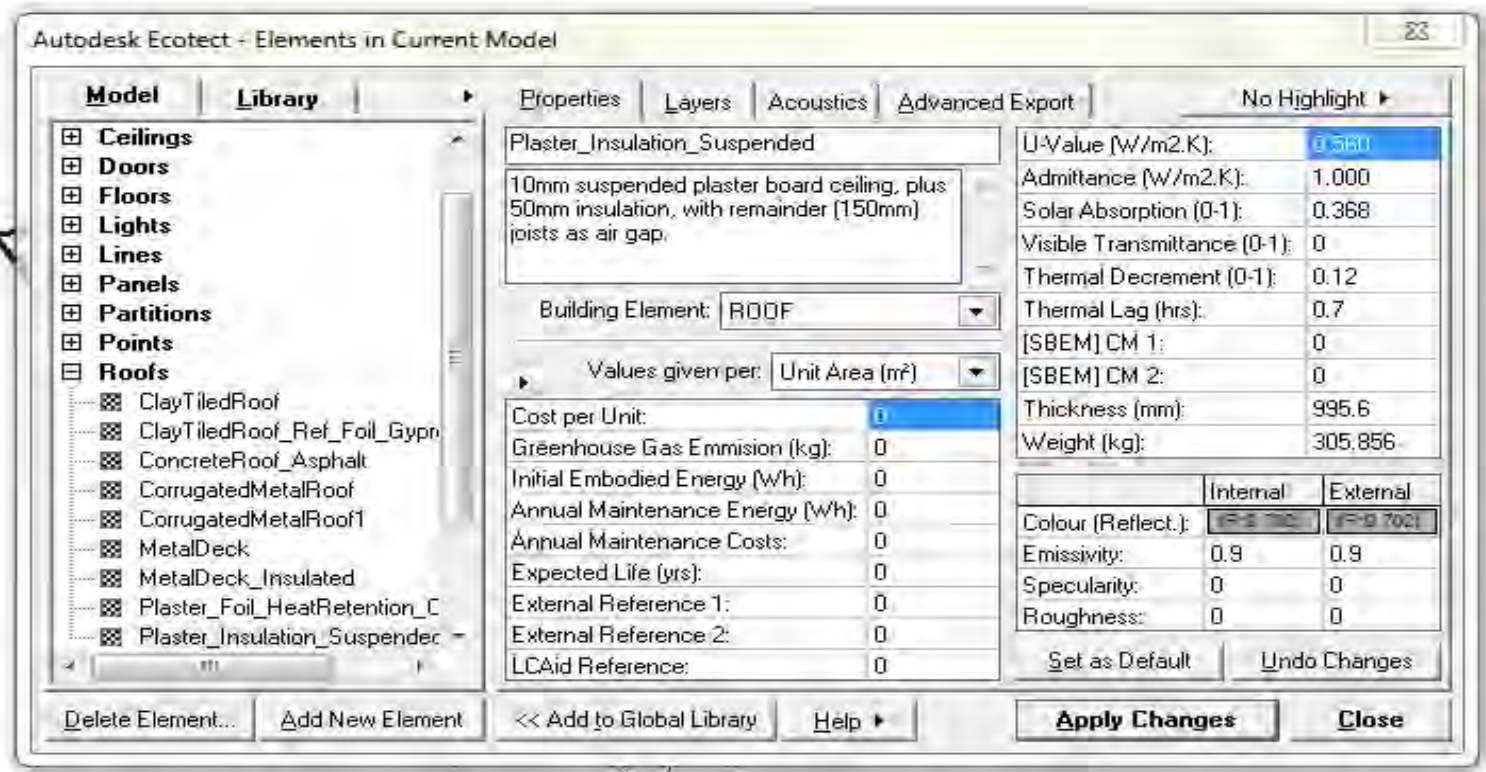 Autodesk Ecotect - Elements in Current Model
Model
Library
Ceilings
Doors
Floors
Lights
Lines
Panels
Partitions
Points
Roofs
ClayTiledRoof
ClayTiledRoof_Ref_Foil_Gypr
ConcreteRoof_Asphalt
CorrugatedMetalRoof
CorrugatedMetalRoof1
MetalDeck
MetalDeck_Insulated
Plaster_Foil_HeatRetention_C
Plaster_Insulation_Suspended
Delete Element...
Add New Element
Properties
Layers
Acoustics
Advanced Export
No Highlight
Plaster_Insulation_Suspended
10mm suspended plaster board ceiling, plus
50mm insulation, with remainder (150mm)
joists as air gap.
Building Element: ROOF
Values given per: Unit Area (m²)
Cost per Unit: 0
Greenhouse Gas Emmision (kg): 0
Initial Embodied Energy (Wh): 0
Annual Maintenance Energy (Wh): 0
Annual Maintenance Costs: 0
Expected Life (yrs): 0
External Reference 1: 0
External Reference 2: 0
LCAid Reference: 0
U-Value (W/m2.K): 0.560
Admittance (W/m2.K): 1.000
Solar Absorption (0-1): 0.368
Visible Transmittance (0-1): 0
Thermal Decrement (0-1): 0.12
Thermal Lag (hrs): 0.7
[SBEM] CM 1: 0
[SBEM] CM 2: 0
Thickness (mm): 995.6
Weight (kg): 305.856
Internal External
Colour (Reflect.):
Emissivity: 0.9 0.9
Specularity: 0 0
Roughness: 0 0
Set as Default
Undo Changes
<< Add to Global Library
Help
Apply Changes
Close